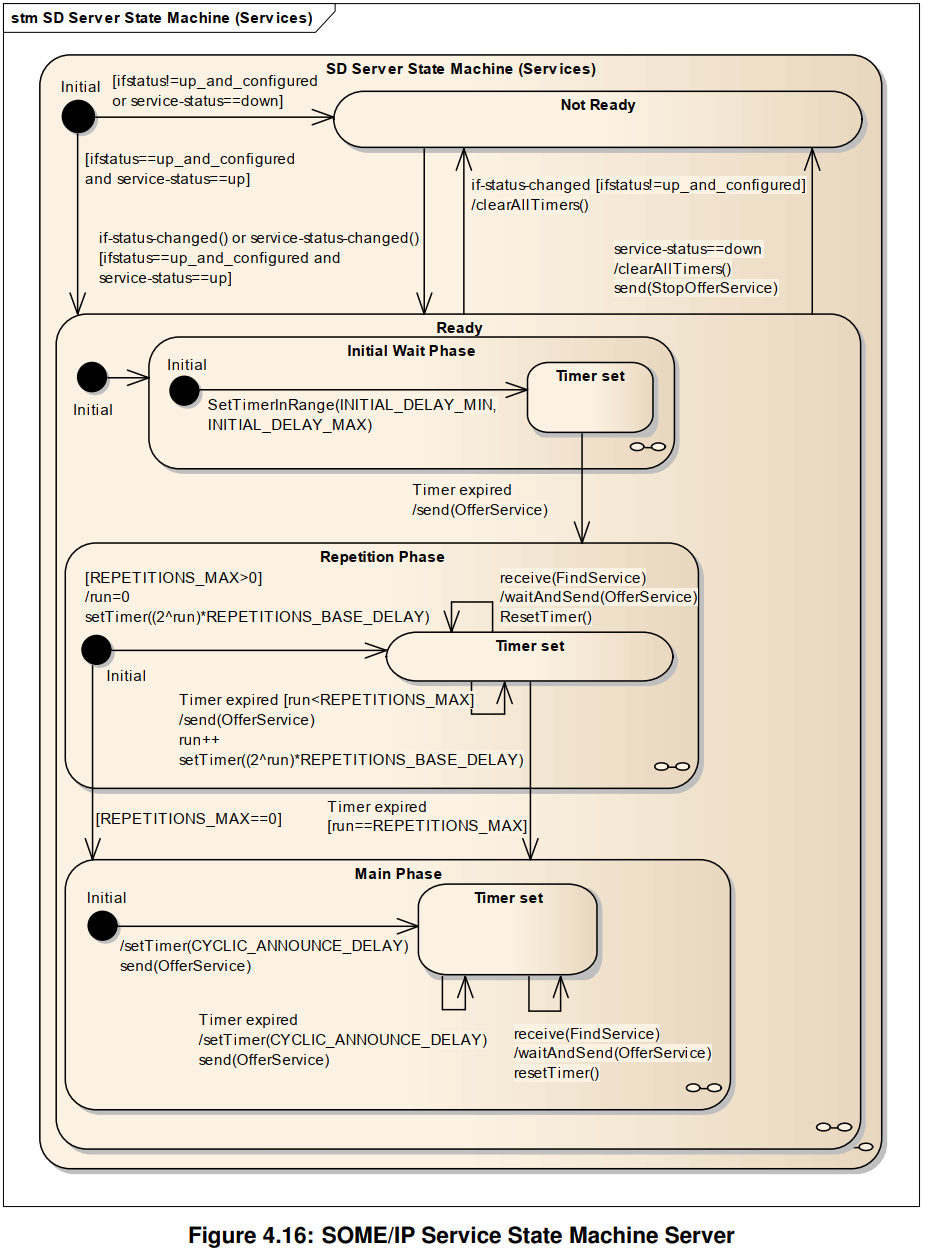 stm SD Server State Machine (Services)
SD Server State Machine (Services)
Initial
[ifstatus!=up_and_configured
or service-status==down]
Not Ready
[ifstatus==up_and_configured
and service-status==up]
if-status-changed [ifstatus!=up_and_configured]
/clearAllTimers()
if-status-changed() or service-status-changed()
[ifstatus==up_and_configured and
service-status==up]
service-status==down
/clearAllTimers()
send(StopOfferService)
Ready
Initial
Initial Wait Phase
Initial
Timer set
SetTimerInRange(INITIAL_DELAY_MIN,
INITIAL_DELAY_MAX)
Timer expired
/send(OfferService)
Repetition Phase
[REPETITIONS_MAX>0]
/run=0
setTimer((2^run)*REPETITIONS_BASE_DELAY)
receive(FindService)
/waitAndSend(OfferService)
ResetTimer()
Initial
Timer set
Timer expired [run<REPETITIONS_MAX]
/send(OfferService)
run++
setTimer((2^run)*REPETITIONS_BASE_DELAY)
[REPETITIONS_MAX==0]
Timer expired
[run==REPETITIONS_MAX]
Main Phase
Initial
Timer set
/setTimer(CYCLIC_ANNOUNCE_DELAY)
send(OfferService)
Timer expired
/setTimer(CYCLIC_ANNOUNCE_DELAY)
send(OfferService)
receive(FindService)
/waitAndSend(OfferService)
resetTimer()
Figure 4.16: SOME/IP Service State Machine Server